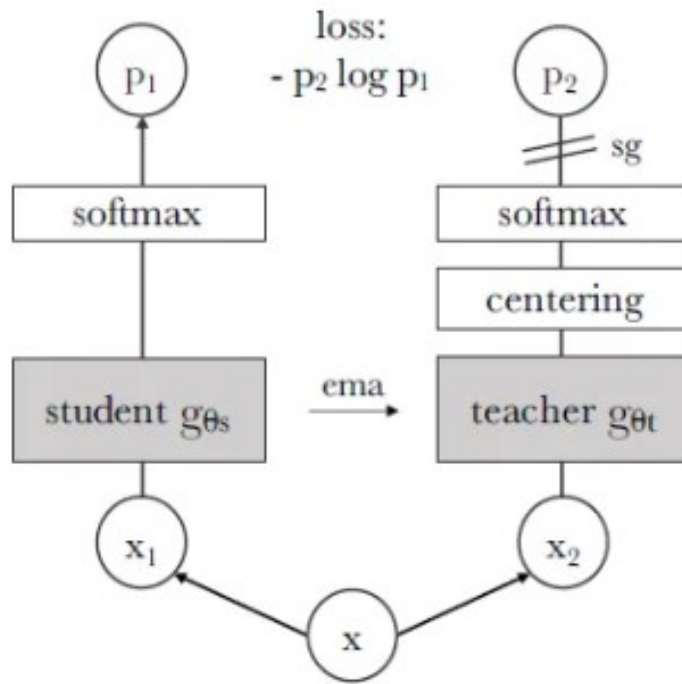 loss:
p₁ - p₂ log p₁ p₂
sg
softmax softmax
centering
student gθs ema teacher gθt
x₁ x₂
x